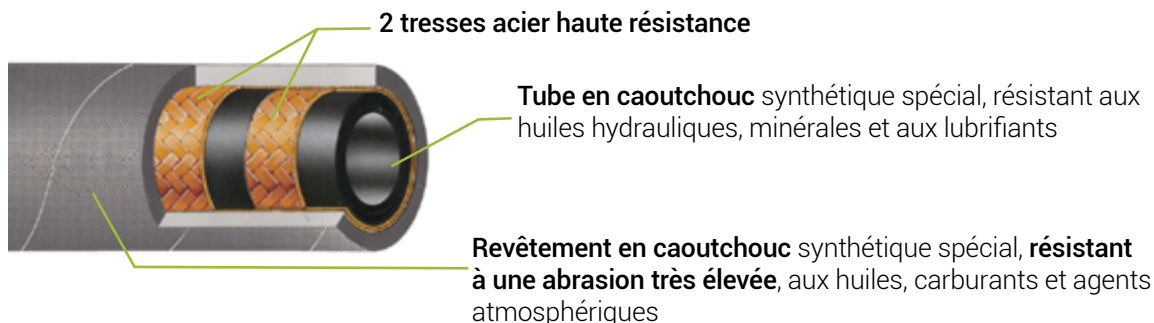 2 tresses acier haute résistance
Tube en caoutchouc synthétique spécial, résistant aux
huiles hydrauliques, minérales et aux lubrifiants
Revêtement en caoutchouc synthétique spécial, résistant
à une abrasion très élevée, aux huiles, carburants et agents
atmosphériques